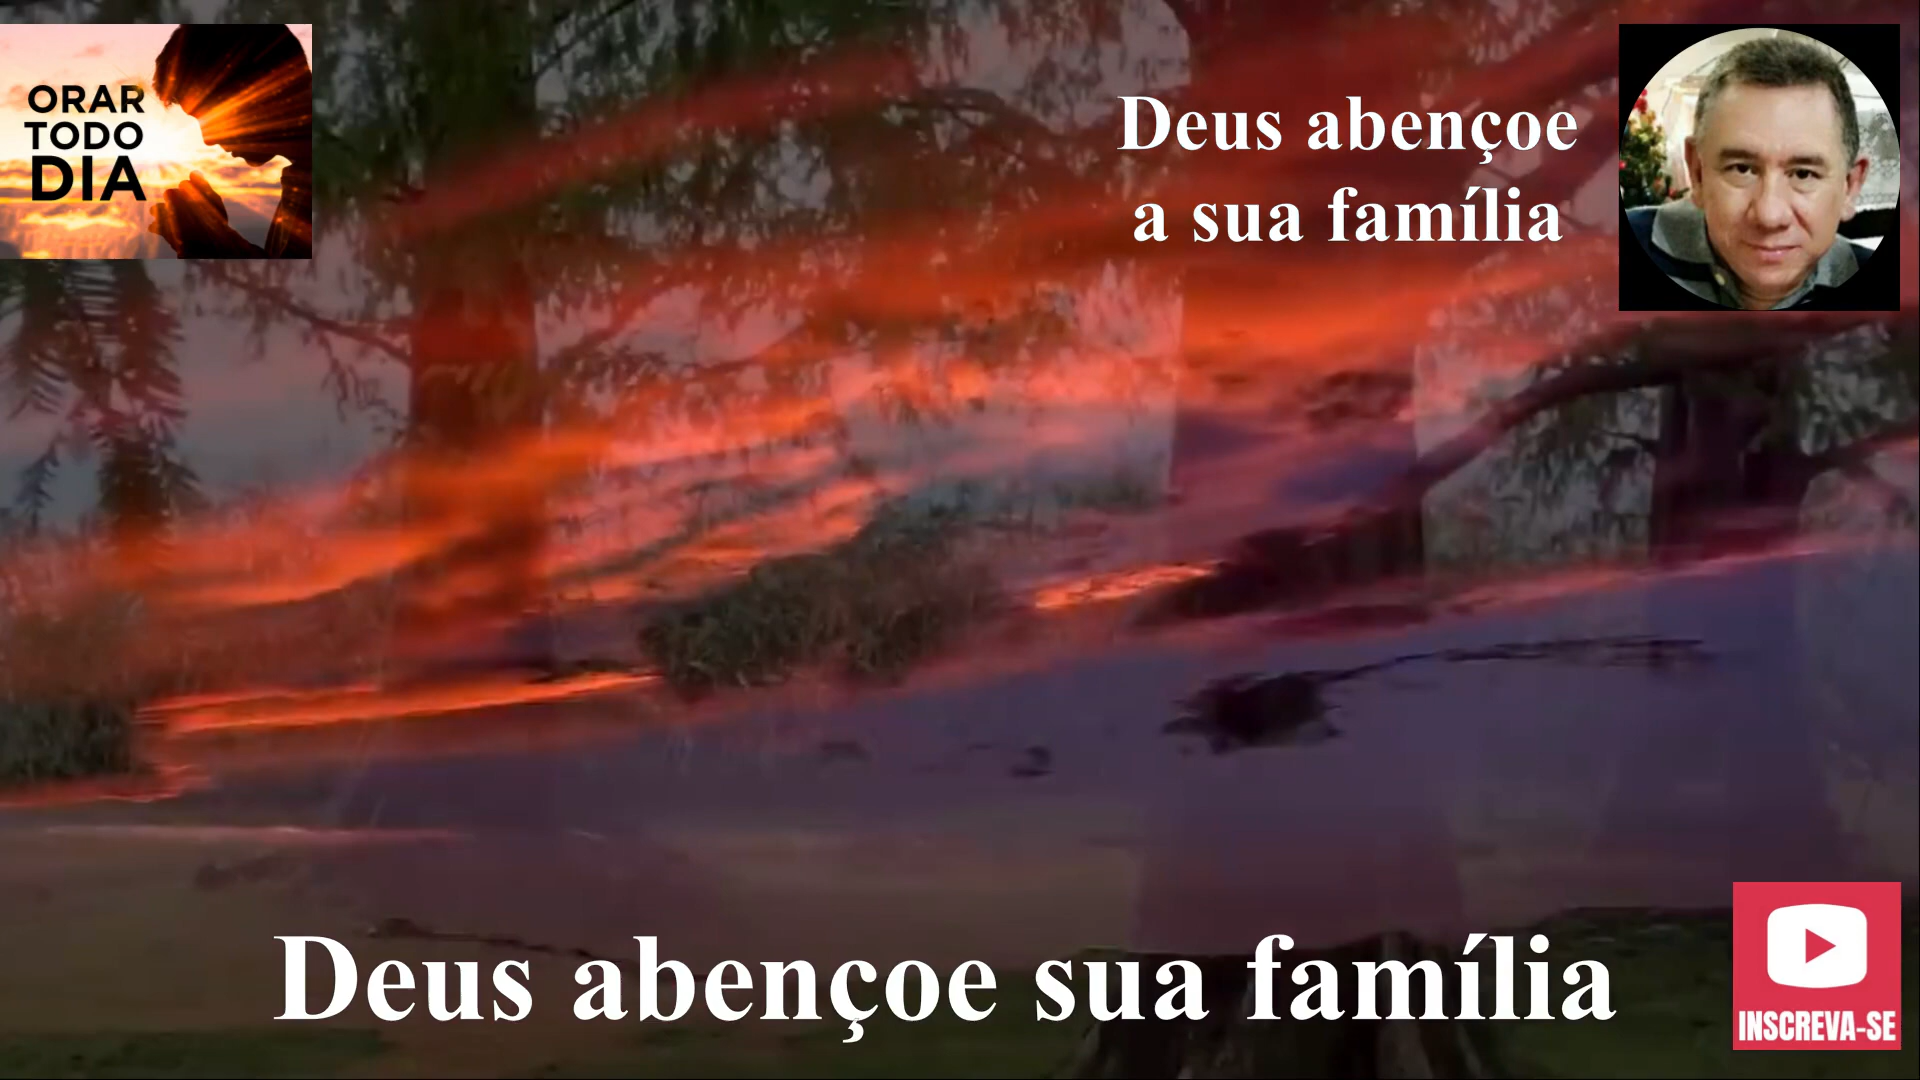 ORAR
TODO
DIA
Deus abençoe
a sua família
Deus abençoe sua família
INSCREVA-SE